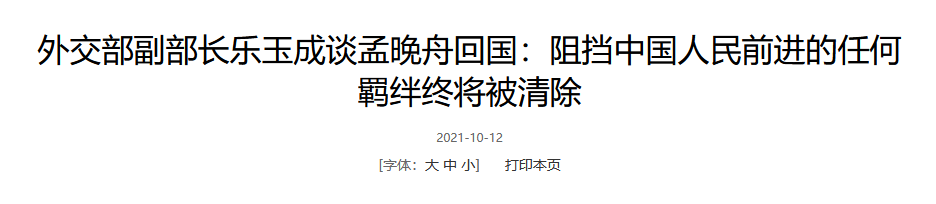 外交部副部长乐玉成谈孟晚舟回国：阻挡中国人民前进的任何
羁绊终将被清除
2021-10-12
[字体：大 中 小] 打印本页